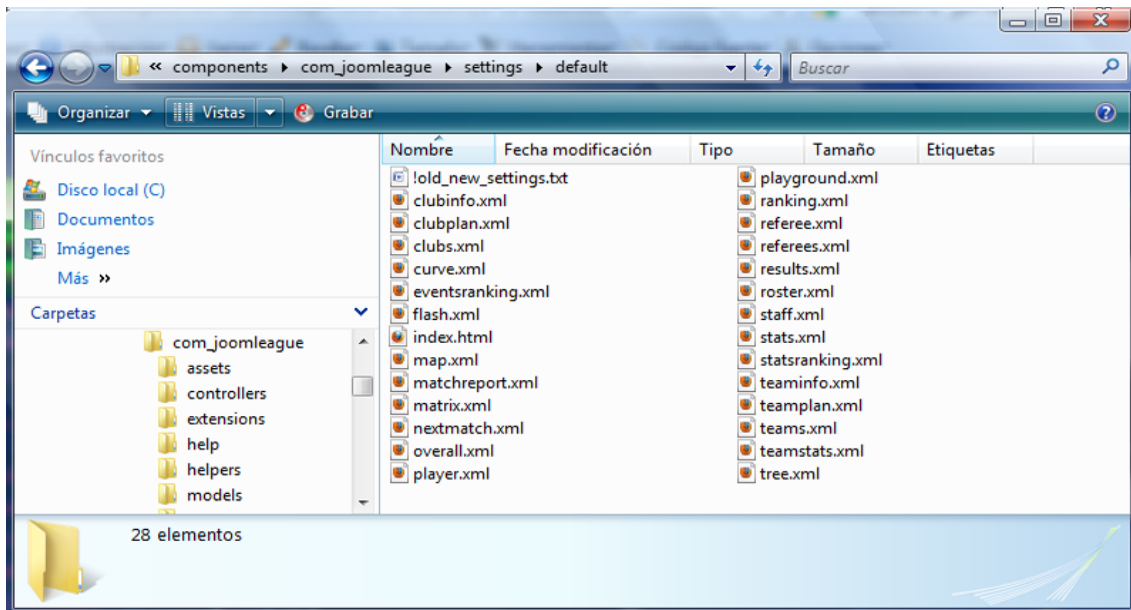 « components ▸ com_joomleague ▸ settings ▸ default
Buscar
Organizar
Vistas
Grabar
Vínculos favoritos
Disco local (C)
Documentos
Imágenes
Más »
Carpetas
com_joomleague
assets
controllers
extensions
help
helpers
models
Nombre Fecha modificación Tipo Tamaño Etiquetas
!old_new_settings.txt
clubinfo.xml
clubplan.xml
clubs.xml
curve.xml
eventsranking.xml
flash.xml
index.html
map.xml
matchreport.xml
matrix.xml
nextmatch.xml
overall.xml
player.xml
playground.xml
ranking.xml
referee.xml
referees.xml
results.xml
roster.xml
staff.xml
stats.xml
statsranking.xml
teaminfo.xml
teamplan.xml
teams.xml
teamstats.xml
tree.xml
28 elementos